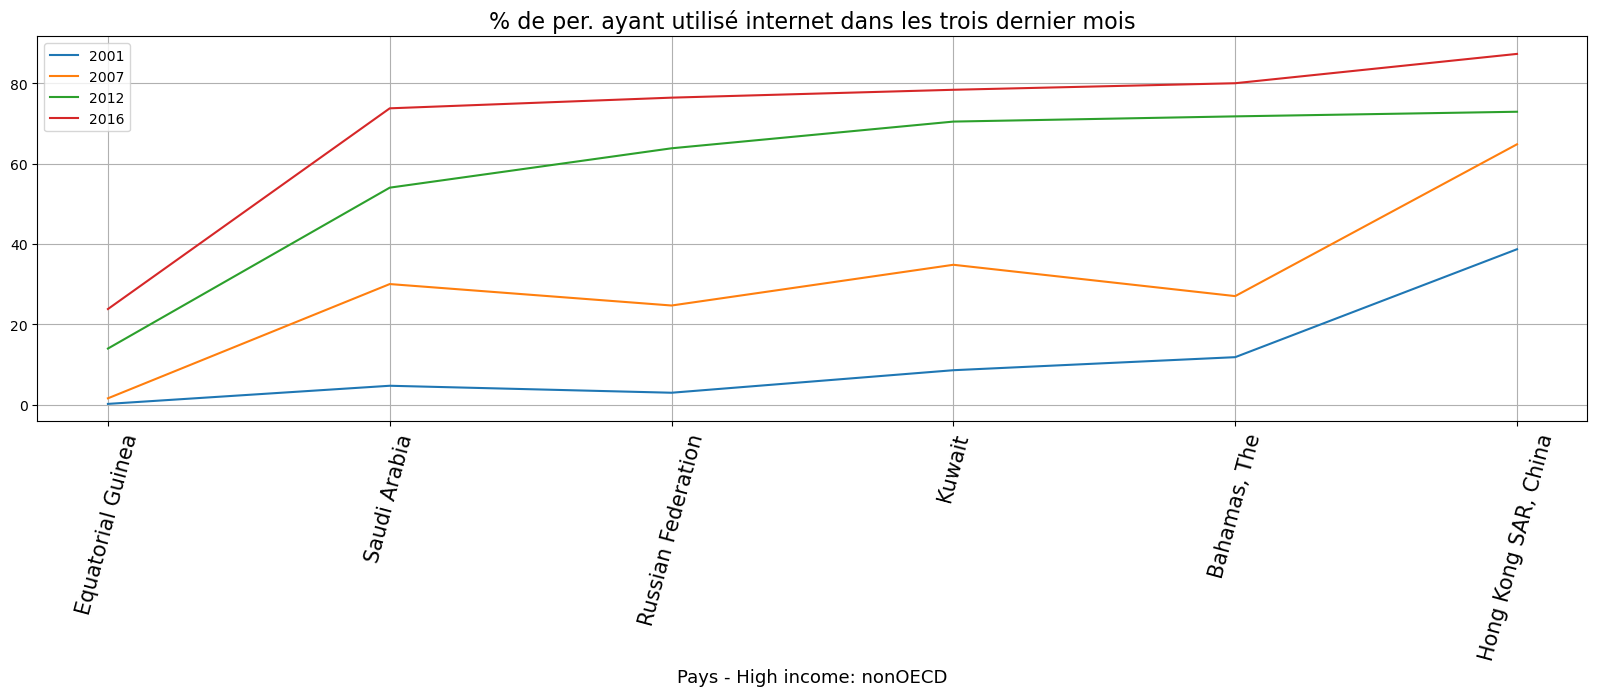 % de per. ayant utilisé internet dans les trois dernier mois
2001
2007
2012
2016
80
60
40
20
0
Equatorial Guinea
Saudi Arabia
Russian Federation
Kuwait
Bahamas, The
Hong Kong SAR, China
Pays - High income: nonOECD